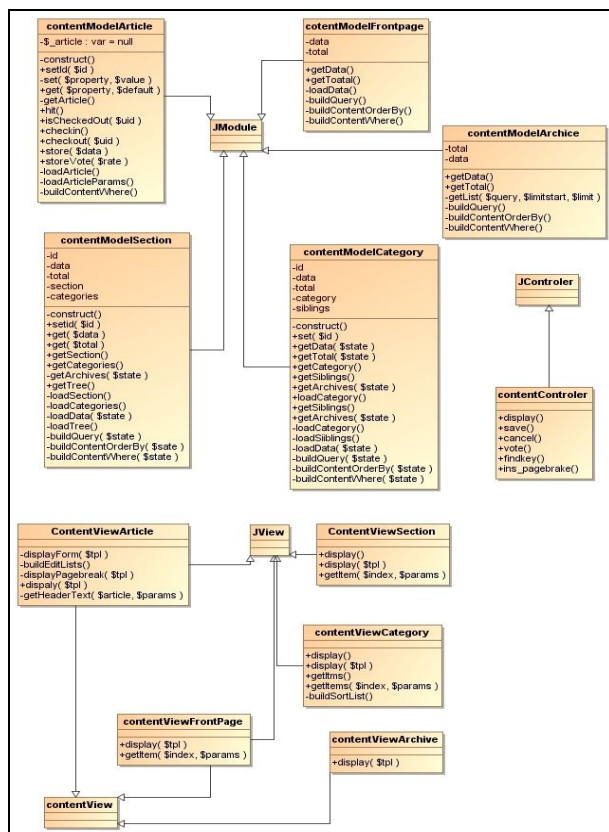 contentModelArticle
-$_article : var = null
-construct()
+setId( $id )
-set( $property, $value )
+get( $property, $default )
-getArticle()
+hit()
+isCheckedOut( $uid )
+checkin()
+checkout( $uid )
+store( $data )
+storeVote( $rate )
-loadArticle()
-loadArticleParams()
-buildContentWhere()
cotentModelFrontpage
-data
-total
+getData()
+getToatal()
-loadData()
-buildQuery()
-buildContentOrderBy()
-buildContentWhere()
JModule
contentModelArchice
-total
-data
+getData()
+getTotal()
-getList( $query, $limitstart, $limit )
-buildQuery()
-buildContentOrderBy()
-buildContentWhere()
contentModelSection
-id
-data
-total
-section
-categories
-construct()
+setid( $id )
+get( $data )
+get( $total )
+getSection()
+getCategories()
-getArchives( $state )
+getTree()
-loadSection()
-loadCategories()
-loadData( $state )
-loadTree()
-buildQuery( $state )
-buildContentOrderBy( $sate )
-buildContentWhere( $state )
contentModelCategory
-id
-data
-total
-category
-siblings
-construct()
+set( $id )
+getData( $state )
+getTotal( $state )
+getCategory()
+getSiblings()
+getArchives( $state )
+loadCategory()
+getSiblings()
+getArchives( $state )
-loadCategory()
-loadSiiblings()
-loadData( $state )
-buildQuery( $state )
-buildContentOrderBy( $state )
-buildContentWhere( $state )
JControler
contentControler
+display()
+save()
+cancel()
+vote()
+findkey()
+ins_pagebrake()
ContentViewArticle
-displayForm( $tpl )
-buildEditLists()
-displayPagebreak( $tpl )
+dispaly( $tpl )
-getHeaderText( $article, $params )
JView
ContentViewSection
+display()
+display( $tpl )
+getItem( $index, $params )
contentViewCategory
+display()
+display( $tpl )
+getItms()
+getItems( $index, $params )
-buildSortList()
contentViewFrontPage
+display( $tpl )
+getItem( $index, $params )
contentViewArchive
+display( $tpl )
contentView